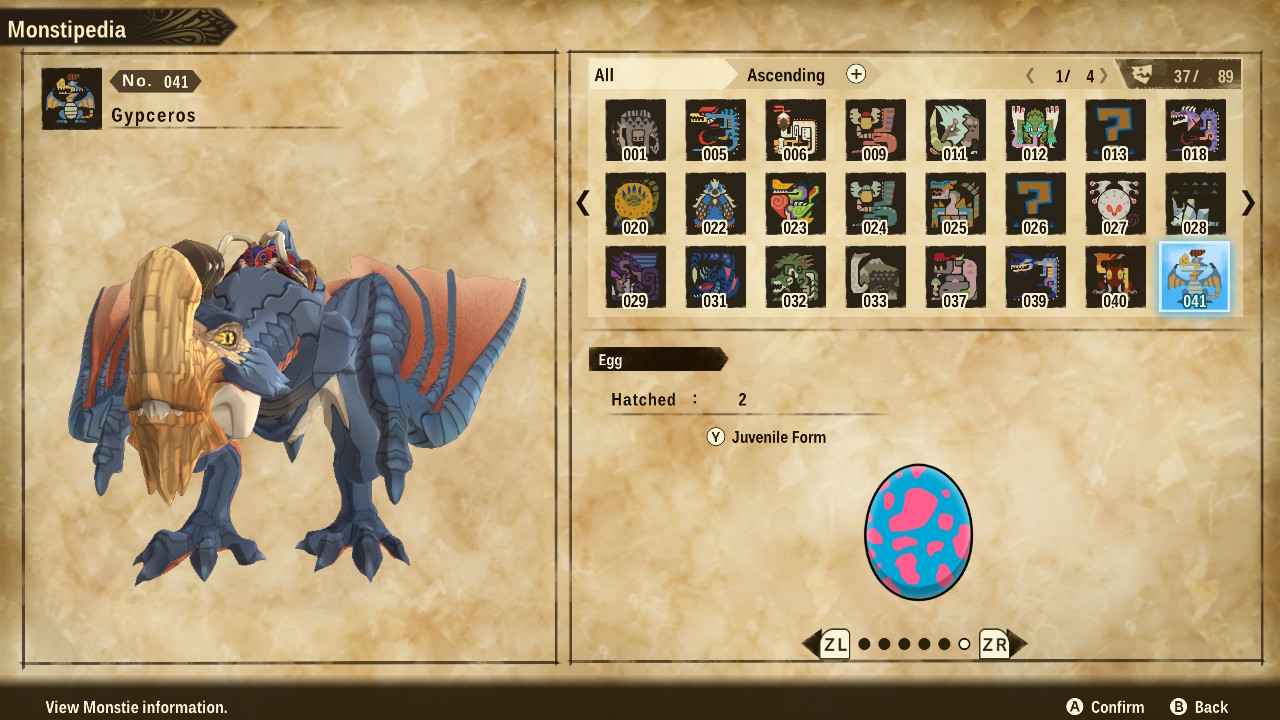 Monstipedia
No. 041
Gypceros
All
Ascending +
1/ 4
37/ 89
001 005 006 009 011 012 013 018
020 022 023 024 025 026 027 028
029 031 032 033 037 039 040 041
Egg
Hatched : 2
Y Juvenile Form
ZL ZR
View Monstie information.
A Confirm B Back